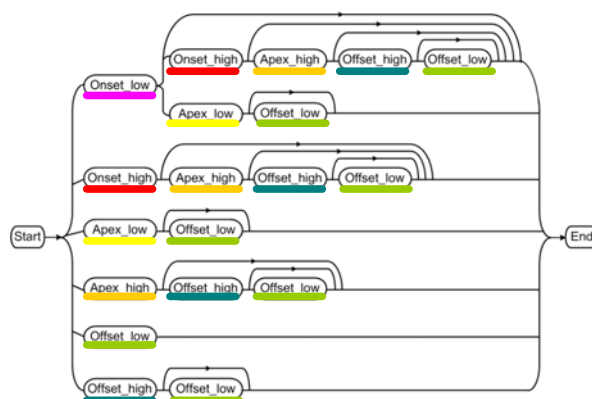 Onset_high Apex_high Offset_high Offset_low
Onset_low
Apex_low Offset_low
Onset_high Apex_high Offset_high Offset_low
Apex_low Offset_low
Start End
Apex_high Offset_high Offset_low
Offset_low
Offset_high Offset_low